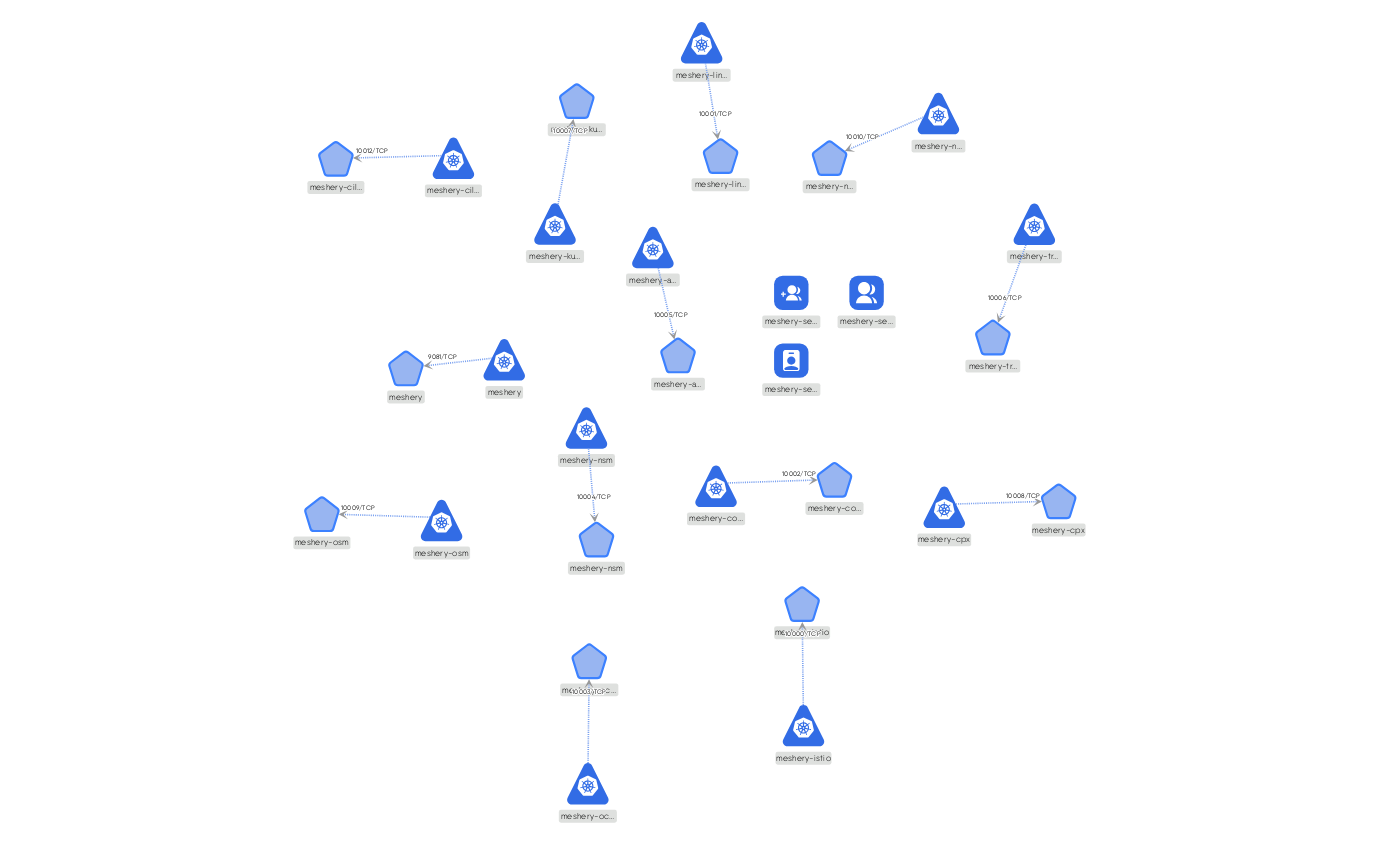 meshery-lin...
10001/TCP
meshery-lin...
10007/TCP
ku...
meshery-ku...
10010/TCP
meshery-n...
meshery-n...
10012/TCP
meshery-cil...
meshery-cil...
meshery-a...
10005/TCP
meshery-a...
meshery-se...
meshery-se...
meshery-se...
meshery-tr...
10006/TCP
meshery-tr...
9081/TCP
meshery
meshery
meshery-nsm
10004/TCP
meshery-nsm
10002/TCP
meshery-co...
meshery-co...
10008/TCP
meshery-cpx
meshery-cpx
10009/TCP
meshery-osm
meshery-osm
10000/TCP
meshery-istio
10003/TCP
meshery-oc...